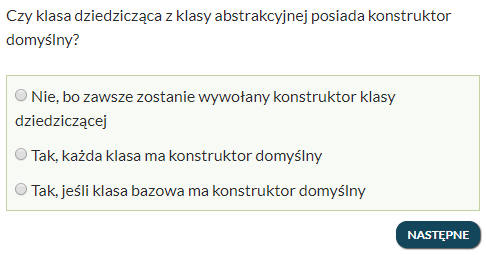 Czy klasa dziedzicząca z klasy abstrakcyjnej posiada konstruktor
domyślny?
Nie, bo zawsze zostanie wywołany konstruktor klasy
dziedziczącej
Tak, każda klasa ma konstruktor domyślny
Tak, jeśli klasa bazowa ma konstruktor domyślny
NASTĘPNE